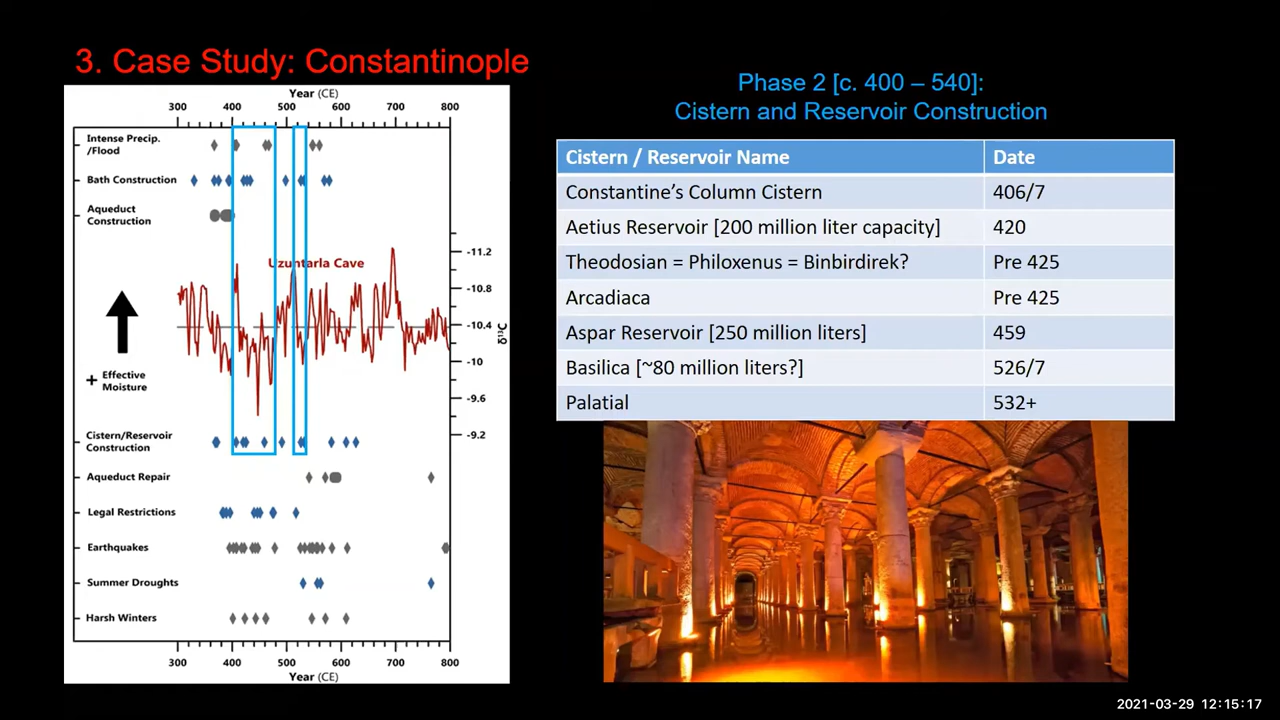 3. Case Study: Constantinople
Year (CE)
300 400 500 600 700 800
Intense Precip.
/Flood
Bath Construction
Aqueduct
Construction
Uzuntarla Cave
-11.2
-10.8
-10.4
-10
-9.6
-9.2
δ¹³C
+ Effective
Moisture
Cistern/Reservoir
Construction
Aqueduct Repair
Legal Restrictions
Earthquakes
Summer Droughts
Harsh Winters
300 400 500 600 700 800
Year (CE)
Phase 2 [c. 400 – 540]:
Cistern and Reservoir Construction
Cistern / Reservoir Name Date
Constantine’s Column Cistern 406/7
Aetius Reservoir [200 million liter capacity] 420
Theodosian = Philoxenus = Binbirdirek? Pre 425
Arcadiaca Pre 425
Aspar Reservoir [250 million liters] 459
Basilica [~80 million liters?] 526/7
Palatial 532+
2021-03-29 12:15:17